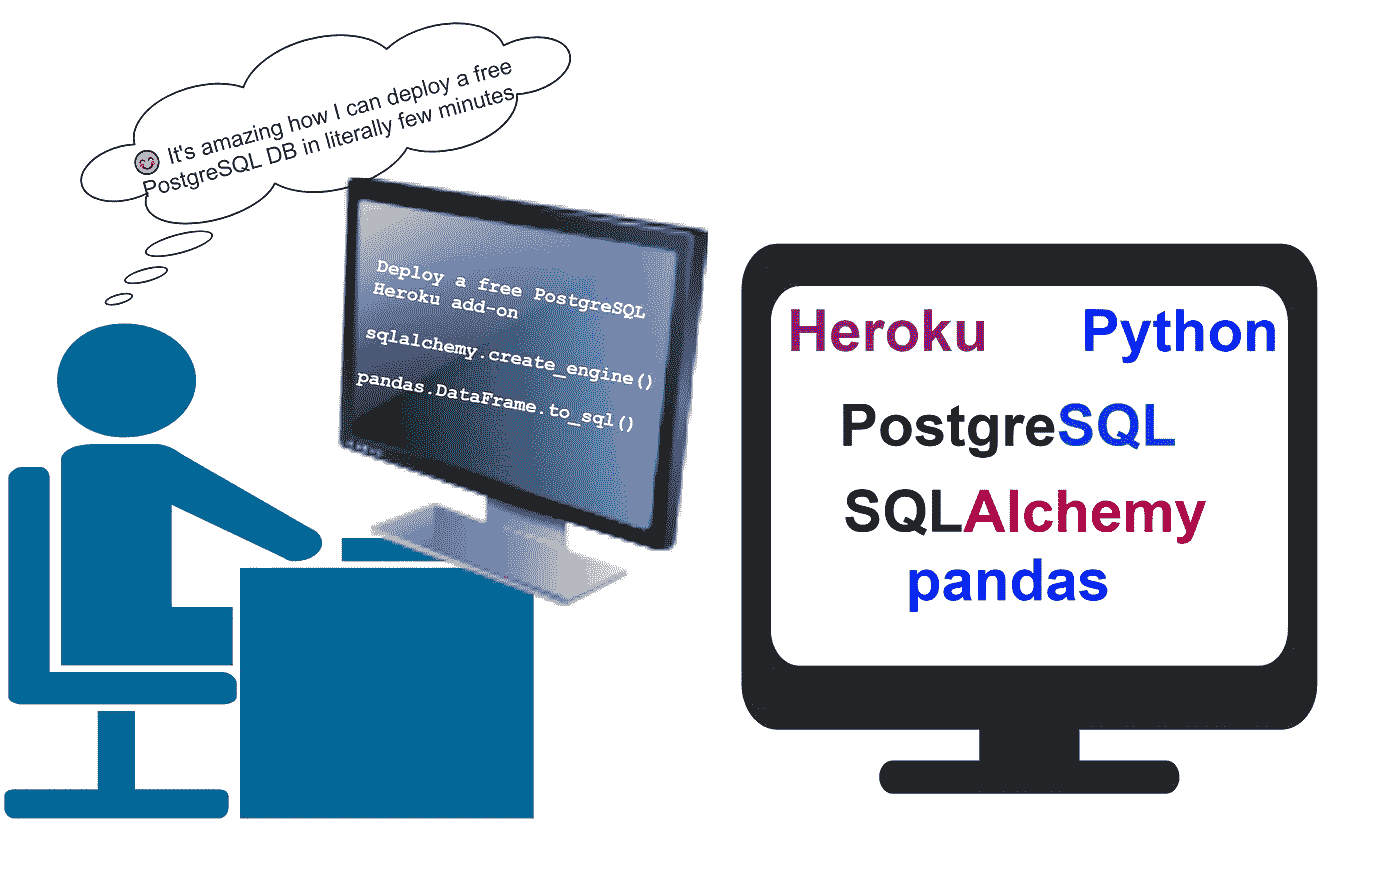 It's amazing how I can deploy a free
PostgreSQL DB in literally few minutes
Deploy a free PostgreSQL
Heroku add-on
sqlalchemy.create_engine()
pandas.DataFrame.to_sql()
Heroku Python
PostgreSQL
SQLAlchemy
pandas